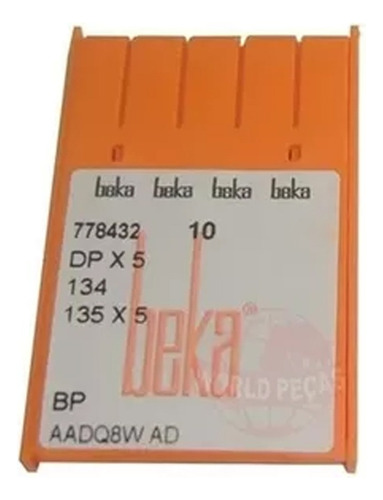 beka beka beka beka
778432 10
DP X 5
134
135 X 5
beka®
WORLD PEÇAS
BP
AADQ8W AD